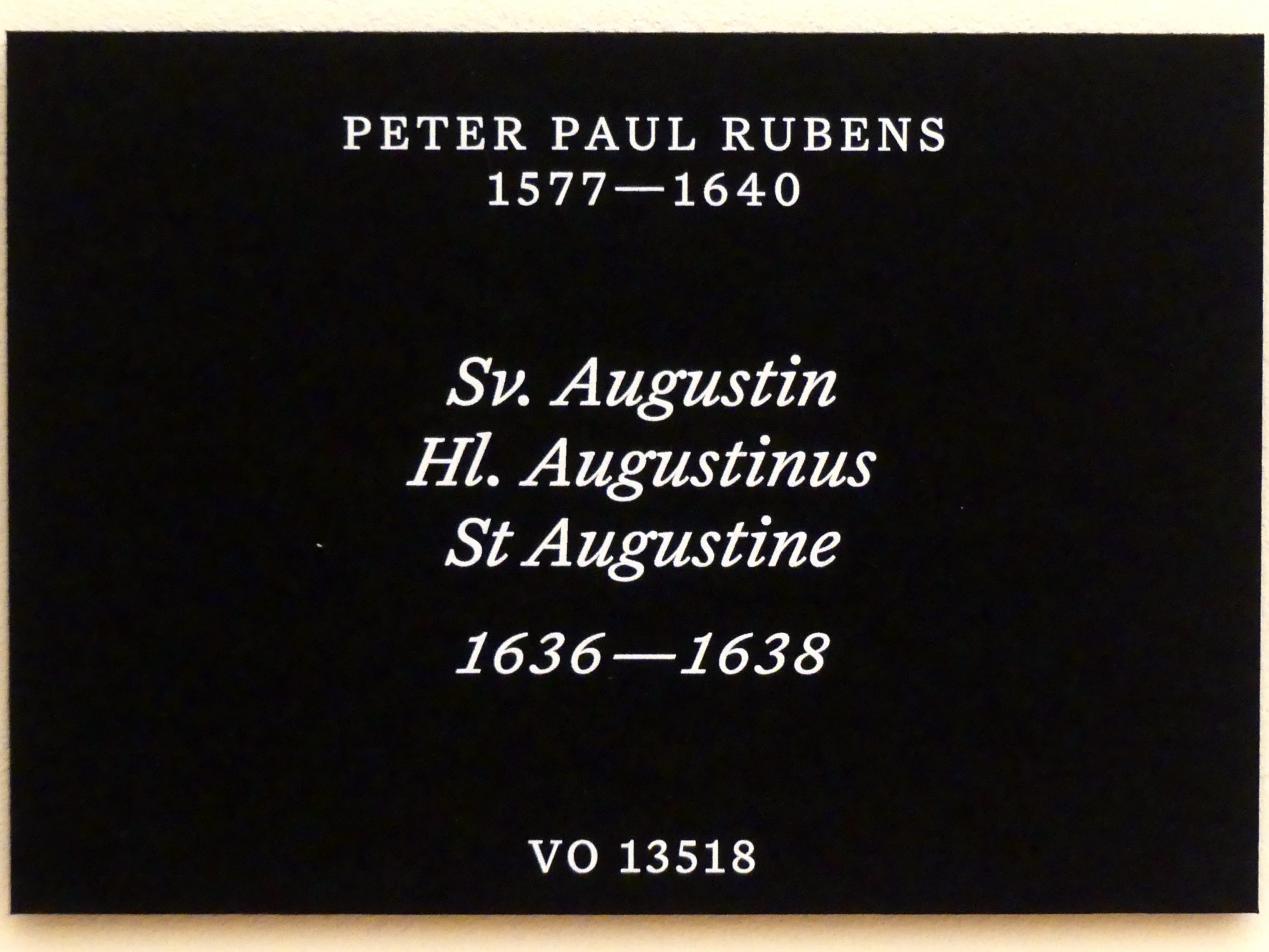 PETER PAUL RUBENS
1577—1640
Sv. Augustin
Hl. Augustinus
St Augustine
1636—1638
VO 13518